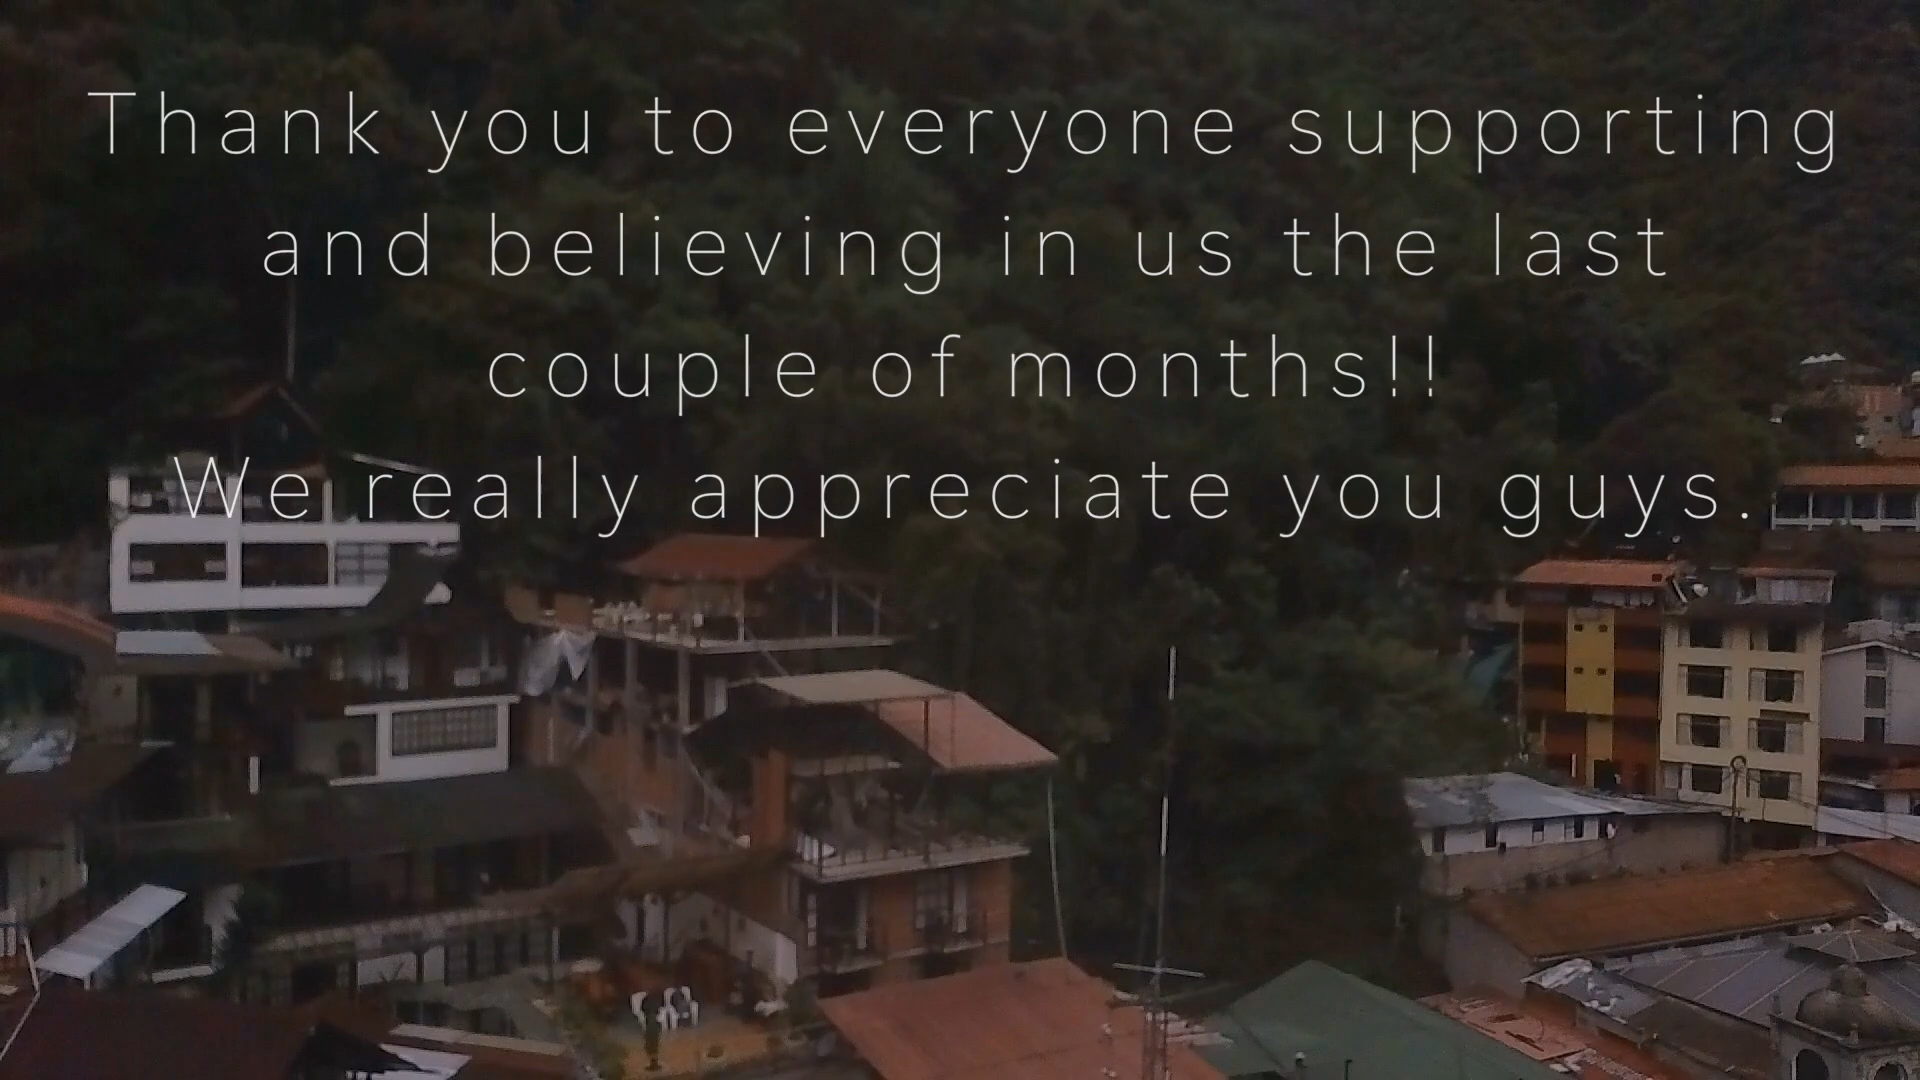 Thank you to everyone supporting
and believing in us the last
couple of months!!
We really appreciate you guys.